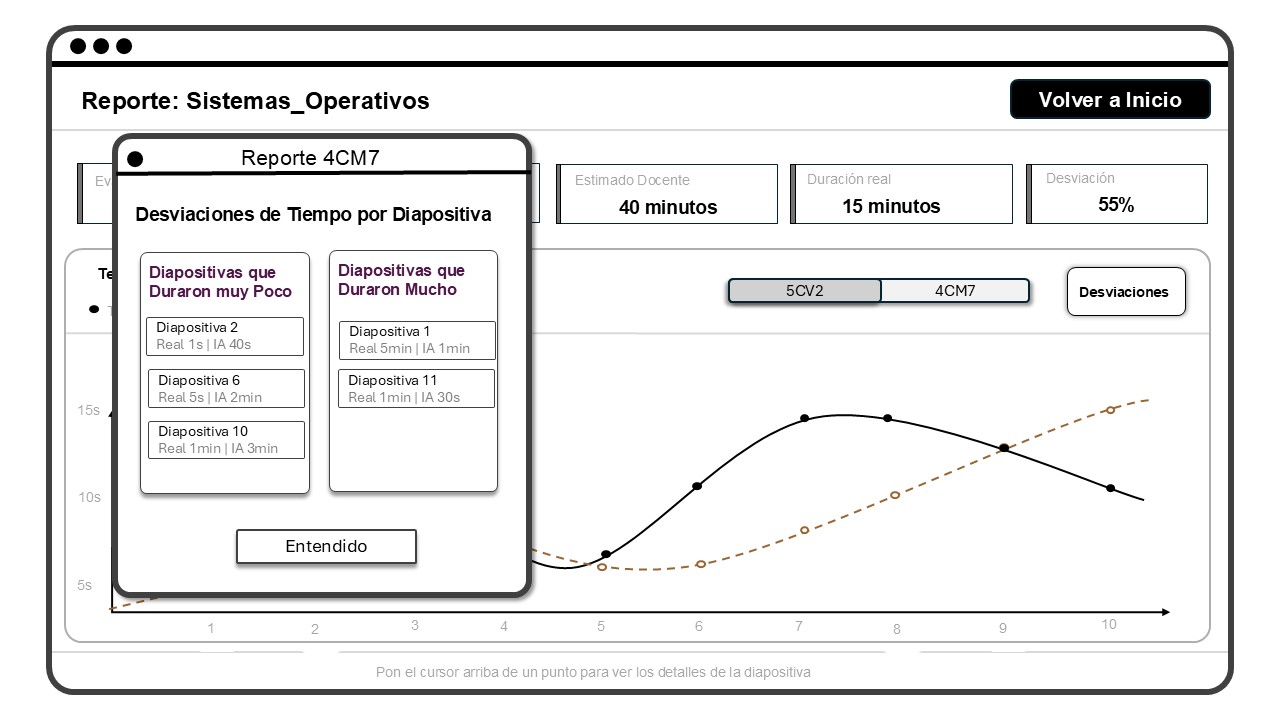 Reporte: Sistemas_Operativos
Volver a Inicio
Reporte 4CM7
Desviaciones de Tiempo por Diapositiva
Diapositivas que
Duraron muy Poco
Diapositiva 2
Real 1s | IA 40s
Diapositiva 6
Real 5s | IA 2min
Diapositiva 10
Real 1min | IA 3min
Diapositivas que
Duraron Mucho
Diapositiva 1
Real 5min | IA 1min
Diapositiva 11
Real 1min | IA 30s
Entendido
Estimado Docente
40 minutos
Duración real
15 minutos
Desviación
55%
5CV2
4CM7
Desviaciones
15s
10s
5s
1 2 3 4 5 6 7 8 9 10
Pon el cursor arriba de un punto para ver los detalles de la diapositiva